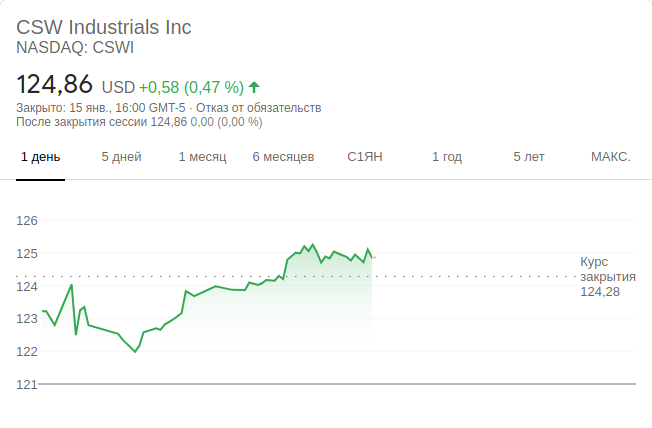 CSW Industrials Inc
NASDAQ: CSWI
124,86 USD +0,58 (0,47 %)
Закрыто: 15 янв., 16:00 GMT-5 · Отказ от обязательств
После закрытия сессии 124,86 0,00 (0,00 %)
1 день 5 дней 1 месяц 6 месяцев С1ЯН 1 год 5 лет МАКС.
126
125
Курс
закрытия
124,28
124
123
122
121